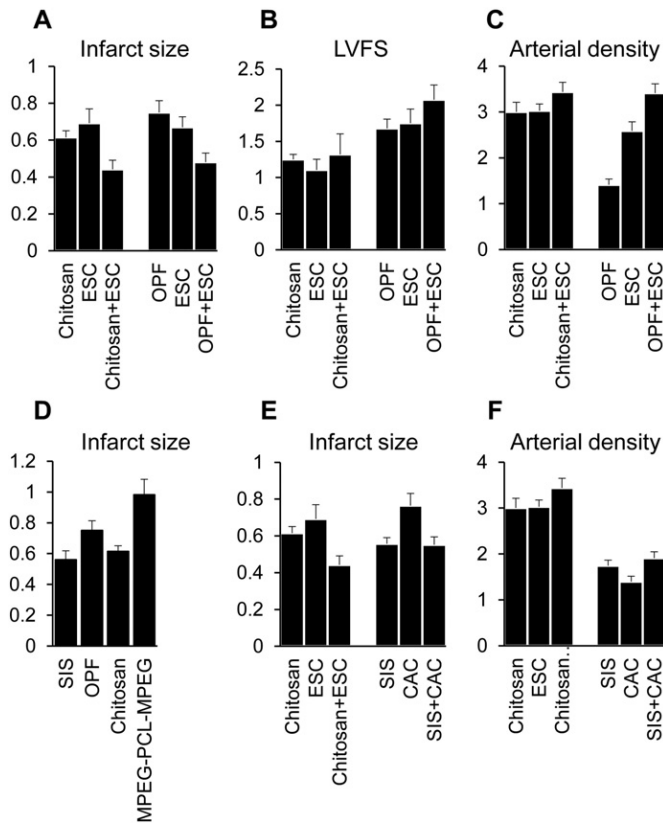 A
Infarct size
1
0.8
0.6
0.4
0.2
0
Chitosan
ESC
Chitosan+ESC
OPF
ESC
OPF+ESC
B
LVFS
2.5
2
1.5
1
0.5
0
Chitosan
ESC
Chitosan+ESC
OPF
ESC
OPF+ESC
C
Arterial density
4
3
2
1
0
Chitosan
ESC
Chitosan+ESC
OPF
ESC
OPF+ESC
D
Infarct size
1.2
1
0.8
0.6
0.4
0.2
0
SIS
OPF
Chitosan
MPEG-PCL-MPEG
E
Infarct size
1
0.8
0.6
0.4
0.2
0
Chitosan
ESC
Chitosan+ESC
SIS
CAC
SIS+CAC
F
Arterial density
4
3
2
1
0
Chitosan
ESC
Chitosan...
SIS
CAC
SIS+CAC